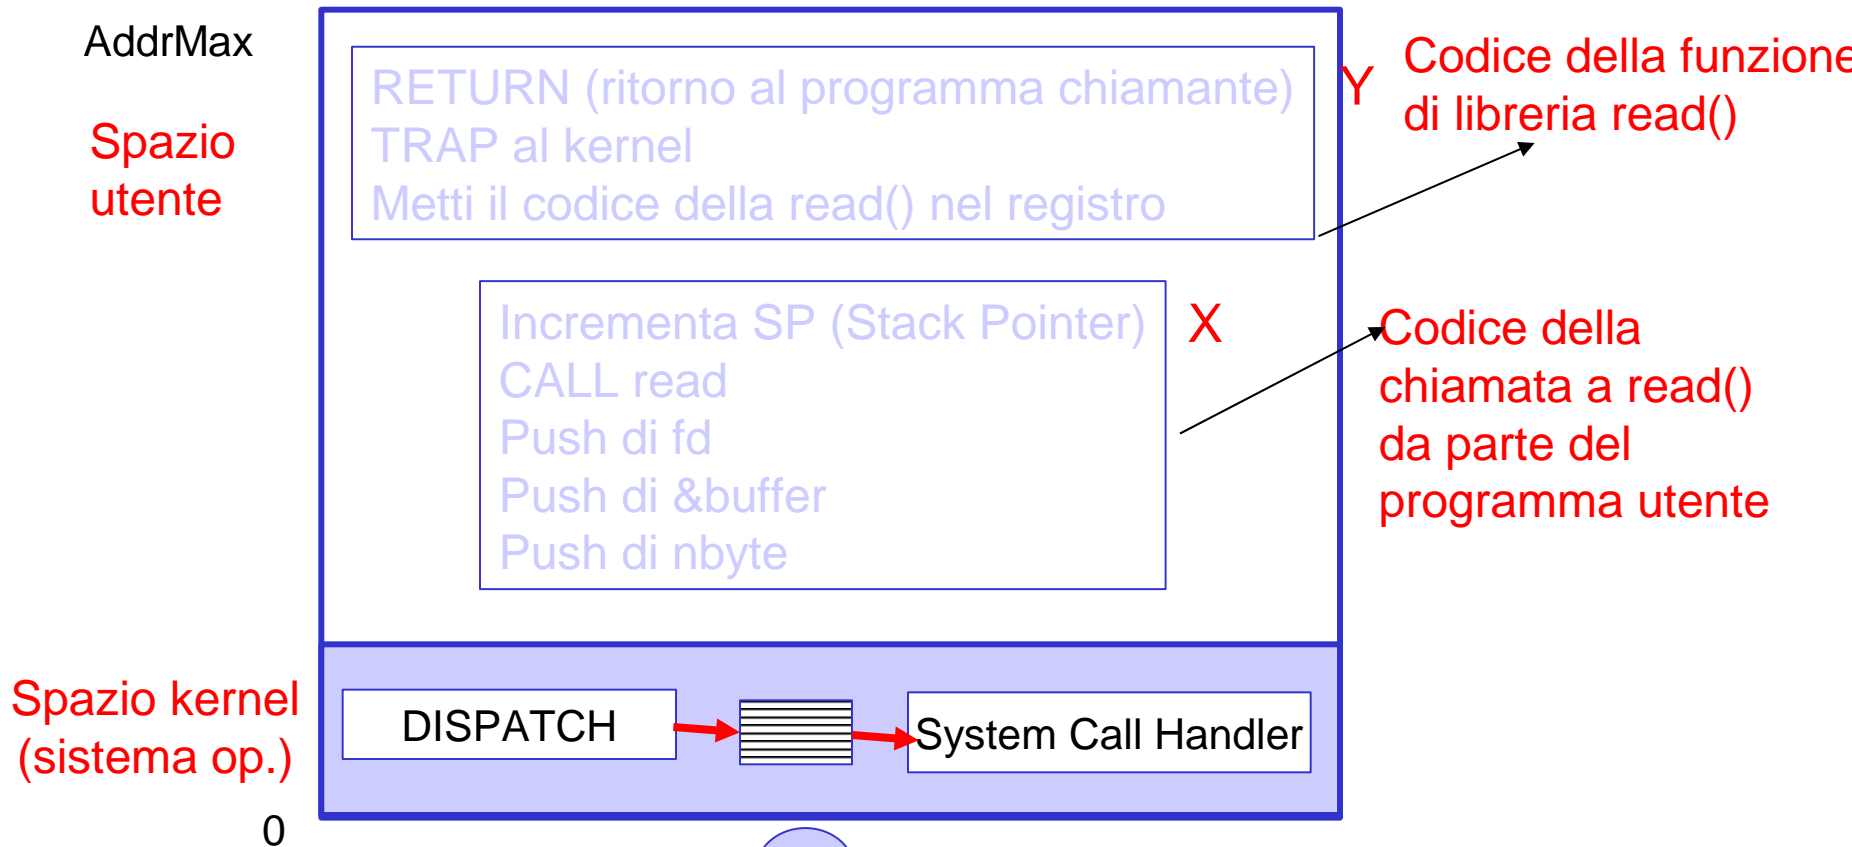 AddrMax
Spazio
utente
RETURN (ritorno al programma chiamante)
TRAP al kernel
Metti il codice della read() nel registro
Y
Codice della funzione
di libreria read()
Incrementa SP (Stack Pointer)
CALL read
Push di fd
Push di &buffer
Push di nbyte
X
Codice della
chiamata a read()
da parte del
programma utente
Spazio kernel
(sistema op.)
DISPATCH
System Call Handler
0